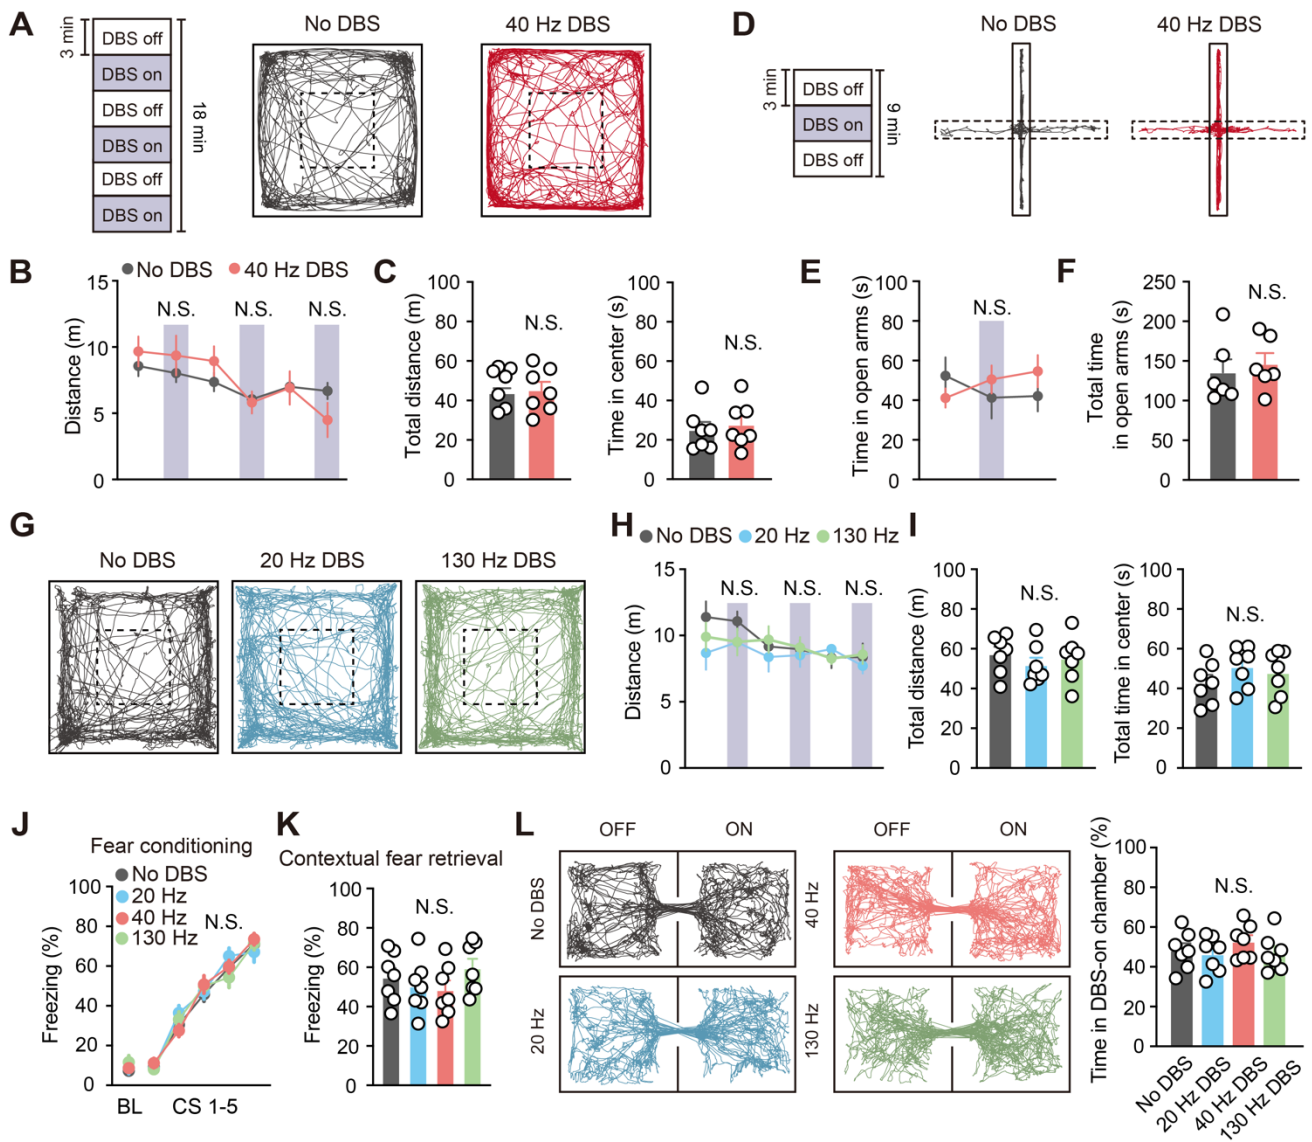 A
3 min
DBS off
DBS on
DBS off
DBS on
DBS off
DBS on
18 min
No DBS
40 Hz DBS
D
3 min
DBS off
DBS on
DBS off
9 min
No DBS
40 Hz DBS
B
No DBS
40 Hz DBS
Distance (m)
15
10
5
0
N.S.
N.S.
N.S.
C
Total distance (m)
100
80
60
40
20
0
N.S.
Time in center (s)
100
80
60
40
20
0
N.S.
E
Time in open arms (s)
100
80
60
40
20
0
N.S.
F
Total time
in open arms (s)
250
200
150
100
50
0
N.S.
G
No DBS
20 Hz DBS
130 Hz DBS
H
No DBS
20 Hz
130 Hz
Distance (m)
15
10
5
0
N.S.
N.S.
N.S.
I
Total distance (m)
100
80
60
40
20
0
N.S.
Total time in center (s)
100
80
60
40
20
0
N.S.
J
Fear conditioning
No DBS
20 Hz
40 Hz
130 Hz
Freezing (%)
100
80
60
40
20
0
N.S.
BL
CS 1-5
K
Contextual fear retrieval
Freezing (%)
100
80
60
40
20
0
N.S.
L
OFF
ON
OFF
ON
No DBS
40 Hz
20 Hz
130 Hz
Time in DBS-on chamber (%)
100
80
60
40
20
0
N.S.
No DBS
20 Hz DBS
40 Hz DBS
130 Hz DBS